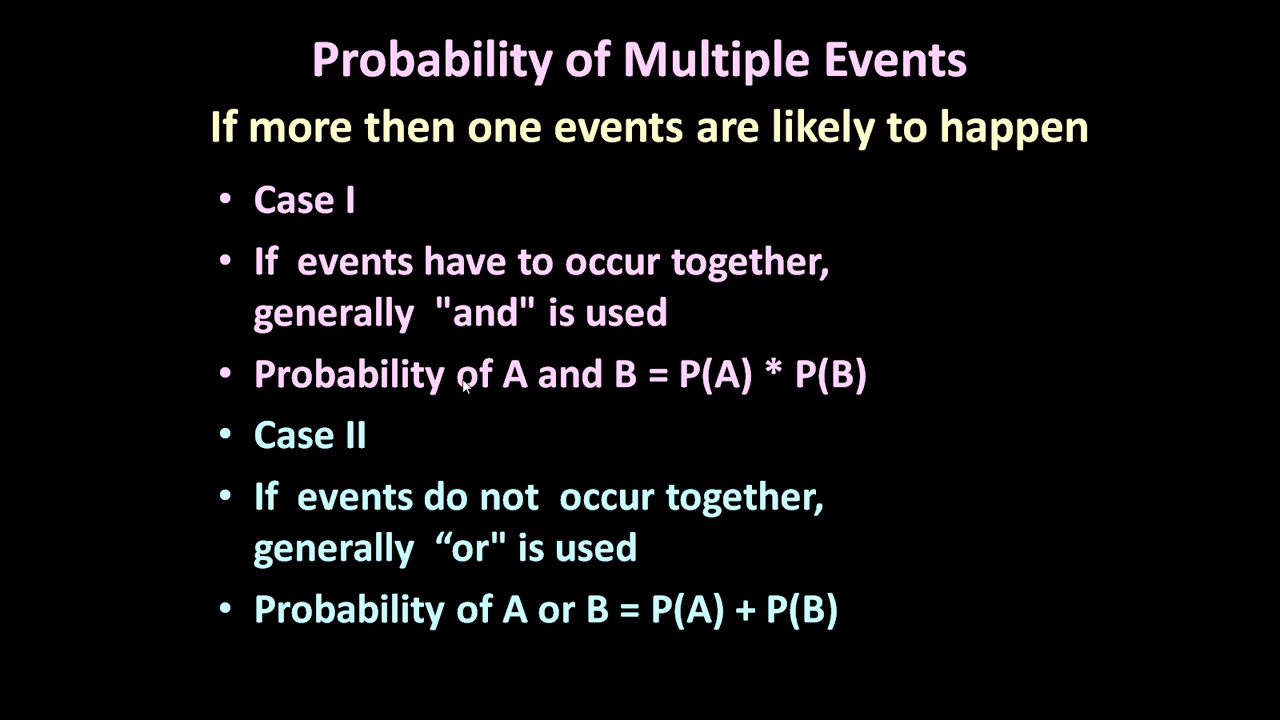 Probability of Multiple Events
If more then one events are likely to happen
• Case I
• If  events have to occur together,
generally  "and" is used
• Probability of A and B = P(A) * P(B)
• Case II
• If  events do not  occur together,
generally  “or" is used
• Probability of A or B = P(A) + P(B)